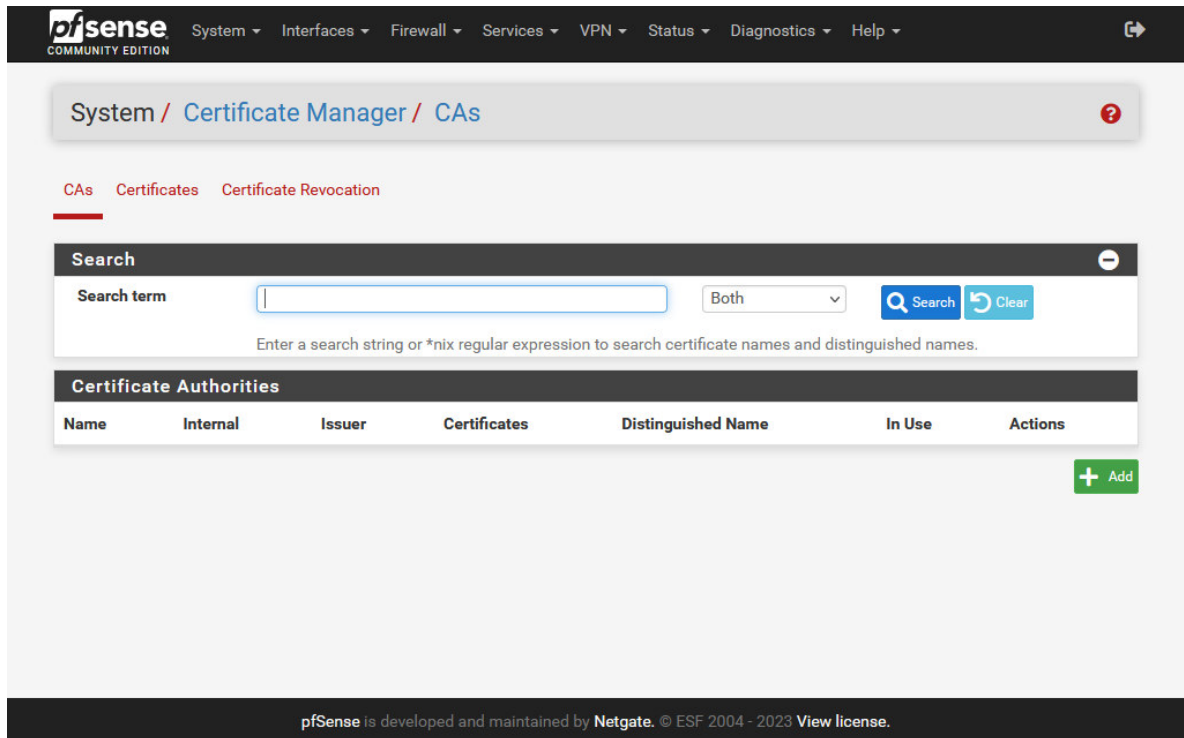 pfsense System Interfaces Firewall Services VPN Status Diagnostics Help
COMMUNITY EDITION
System / Certificate Manager / CAs
CAs Certificates Certificate Revocation
Search
Search term Both Search Clear
Enter a search string or *nix regular expression to search certificate names and distinguished names.
Certificate Authorities
Name Internal Issuer Certificates Distinguished Name In Use Actions
Add
pfSense is developed and maintained by Netgate. © ESF 2004 - 2023 View license.